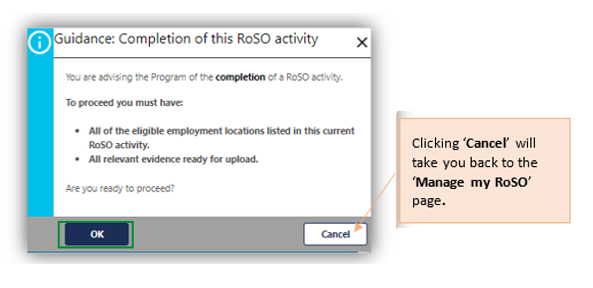 Guidance: Completion of this RoSO activity
You are advising the Program of the completion of a RoSO activity.
To proceed you must have:
• All of the eligible employment locations listed in this current
RoSO activity.
• All relevant evidence ready for upload.
Are you ready to proceed?
OK
Cancel
Clicking ‘Cancel’ will
take you back to the
‘Manage my RoSO’
page.